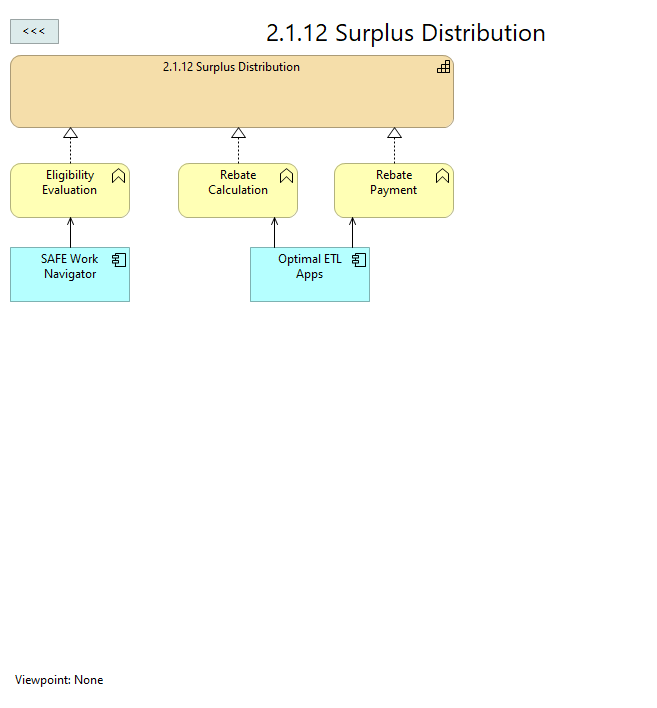 <<<
2.1.12 Surplus Distribution
2.1.12 Surplus Distribution
Eligibility
Evaluation
Rebate
Calculation
Rebate
Payment
SAFE Work
Navigator
Optimal ETL
Apps
Viewpoint: None